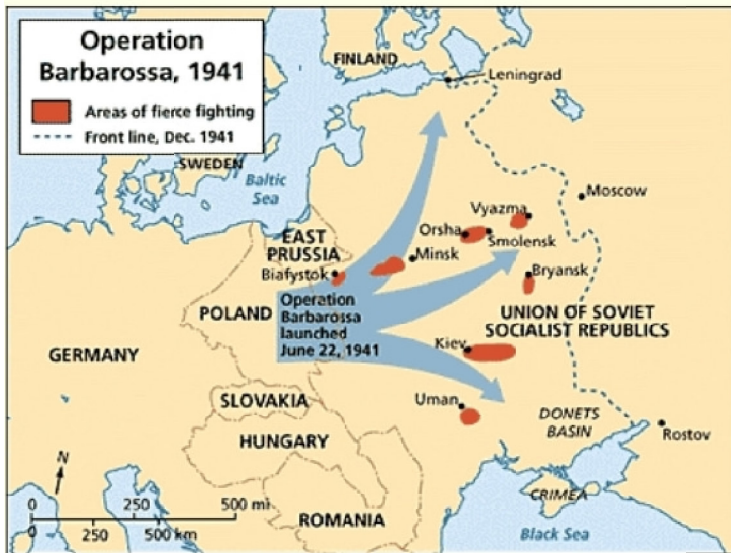 Operation
Barbarossa, 1941
Areas of fierce fighting
Front line, Dec. 1941
FINLAND
Leningrad
SWEDEN
Baltic
Sea
Moscow
Vyazma
Orsha
Smolensk
EAST
PRUSSIA
Minsk
Biafystok
Bryansk
Operation
Barbarossa
launched
June 22, 1941
POLAND
UNION OF SOVIET
SOCIALIST REPUBLICS
GERMANY
Kiev
SLOVAKIA
Uman
DONETS
BASIN
HUNGARY
Rostov
N
0 250 500 mi
0 250 500 km
CRIMEA
ROMANIA
Black Sea